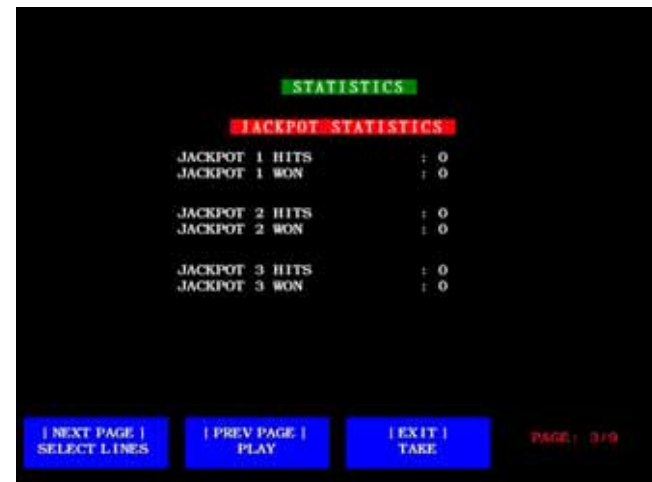 STATISTICS
JACKPOT STATISTICS
JACKPOT 1 HITS : 0
JACKPOT 1 WON : 0
JACKPOT 2 HITS : 0
JACKPOT 2 WON : 0
JACKPOT 3 HITS : 0
JACKPOT 3 WON : 0
[ NEXT PAGE ] [ PREV PAGE ] [ EXIT ]
SELECT LINES PLAY TAKE
PAGE: 3/9